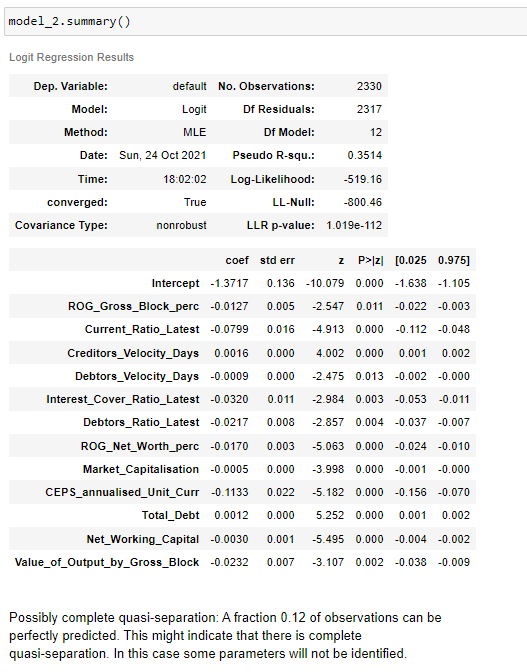 model_2.summary()
Logit Regression Results
Dep. Variable: default No. Observations: 2330
Model: Logit Df Residuals: 2317
Method: MLE Df Model: 12
Date: Sun, 24 Oct 2021 Pseudo R-squ.: 0.3514
Time: 18:02:02 Log-Likelihood: -519.16
converged: True LL-Null: -800.46
Covariance Type: nonrobust LLR p-value: 1.019e-112
coef std err z P>|z| [0.025 0.975]
Intercept -1.3717 0.136 -10.079 0.000 -1.638 -1.105
ROG_Gross_Block_perc -0.0127 0.005 -2.547 0.011 -0.022 -0.003
Current_Ratio_Latest -0.0799 0.016 -4.913 0.000 -0.112 -0.048
Creditors_Velocity_Days 0.0016 0.000 4.002 0.000 0.001 0.002
Debtors_Velocity_Days -0.0009 0.000 -2.475 0.013 -0.002 -0.000
Interest_Cover_Ratio_Latest -0.0320 0.011 -2.984 0.003 -0.053 -0.011
Debtors_Ratio_Latest -0.0217 0.008 -2.857 0.004 -0.037 -0.007
ROG_Net_Worth_perc -0.0170 0.003 -5.063 0.000 -0.024 -0.010
Market_Capitalisation -0.0005 0.000 -3.998 0.000 -0.001 -0.000
CEPS_annualised_Unit_Curr -0.1133 0.022 -5.182 0.000 -0.156 -0.070
Total_Debt 0.0012 0.000 5.252 0.000 0.001 0.002
Net_Working_Capital -0.0030 0.001 -5.495 0.000 -0.004 -0.002
Value_of_Output_by_Gross_Block -0.0232 0.007 -3.107 0.002 -0.038 -0.009
Possibly complete quasi-separation: A fraction 0.12 of observations can be
perfectly predicted. This might indicate that there is complete
quasi-separation. In this case some parameters will not be identified.